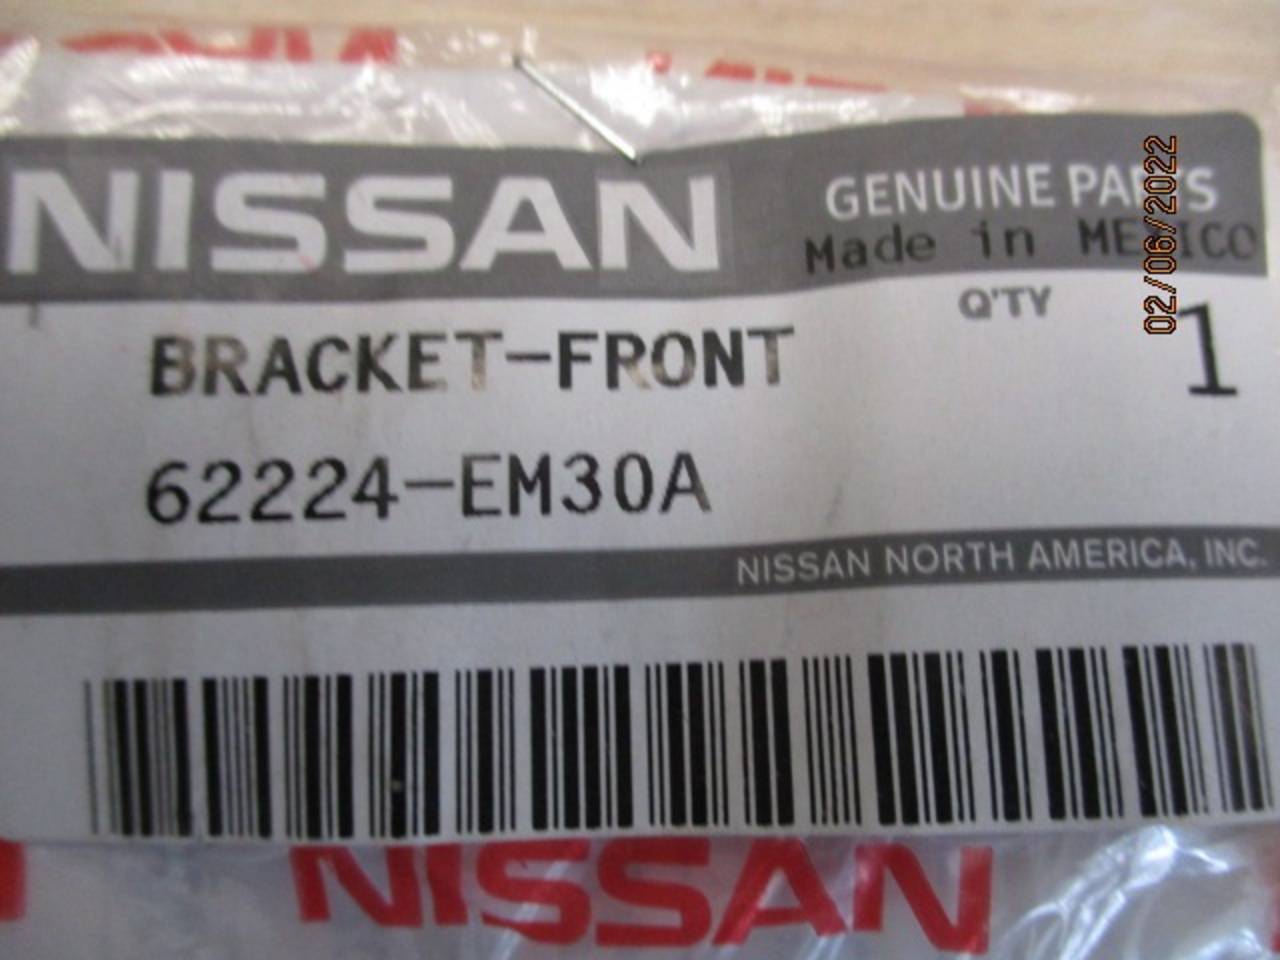 NISSAN
GENUINE PARTS
Made in MEXICO
Q'TY
1
BRACKET-FRONT
62224-EM30A
NISSAN NORTH AMERICA, INC.
NISSAN
02/06/2022